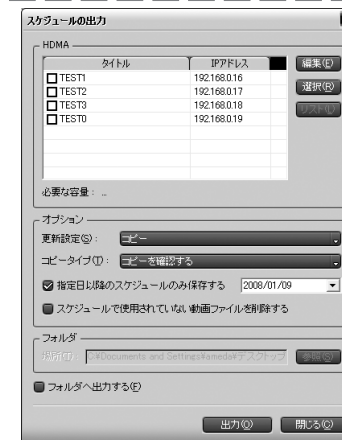 スケジュールの出力
HDMA
タイトル IPアドレス
TEST1 192.168.0.16
TEST2 192.168.0.17
TEST3 192.168.0.18
TEST0 192.168.0.19
編集(E)
選択(R)
リスト(L)
必要な容量: ..
オプション
更新設定(S): コピー
コピータイプ(T): コピーを確認する
指定日以降のスケジュールのみ保存する 2008/01/09
スケジュールで使用されていない動画ファイルを削除する
フォルダ
場所 C:¥Documents and Settings¥ameda¥デスクトップ
フォルダへ出力する(F)
出力(O) 閉じる(C)